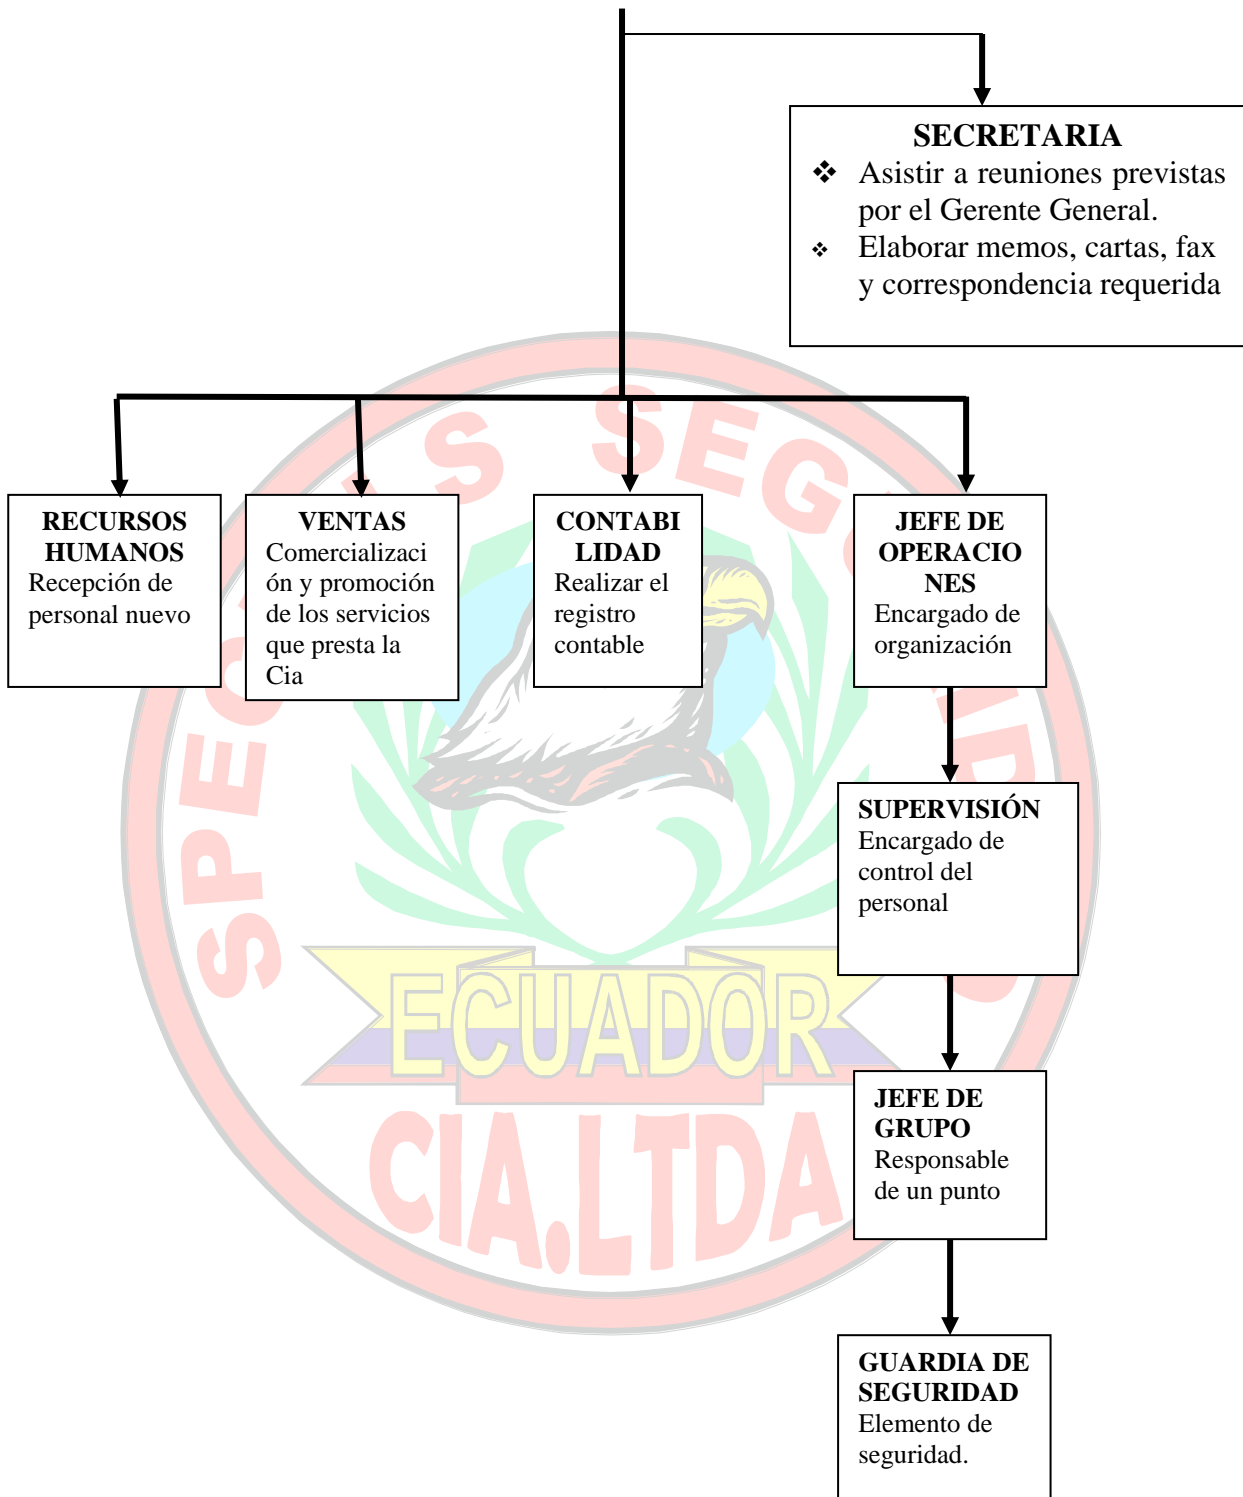 SECRETARIA
❖ Asistir a reuniones previstas
por el Gerente General.
❖ Elaborar memos, cartas, fax
y correspondencia requerida
RECURSOS
HUMANOS
Recepción de
personal nuevo
VENTAS
Comercializaci
ón y promoción
de los servicios
que presta la
Cia
CONTABI
LIDAD
Realizar el
registro
contable
JEFE DE
OPERACIO
NES
Encargado de
organización
SUPERVISIÓN
Encargado de
control del
personal
JEFE DE
GRUPO
Responsable
de un punto
GUARDIA DE
SEGURIDAD
Elemento de
seguridad.
ECUADOR
CIA.LTDA